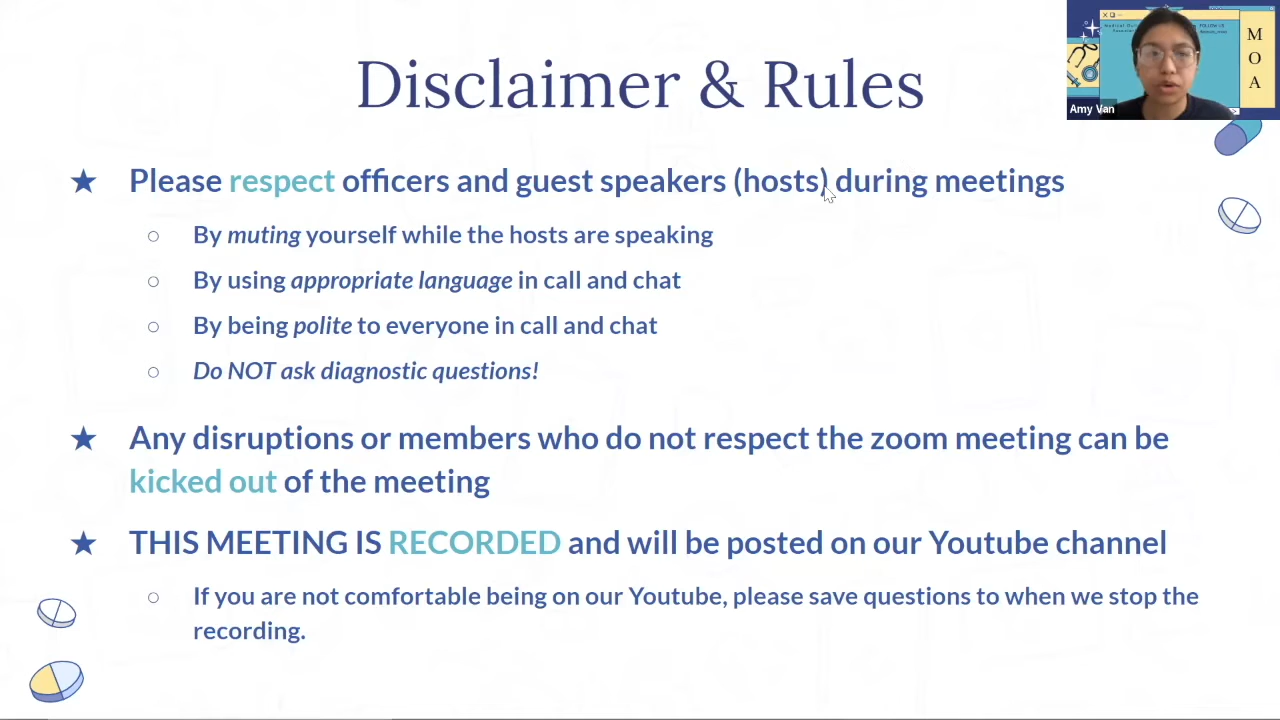 Disclaimer & Rules
★ Please respect officers and guest speakers (hosts) during meetings
○ By muting yourself while the hosts are speaking
○ By using appropriate language in call and chat
○ By being polite to everyone in call and chat
○ Do NOT ask diagnostic questions!
★ Any disruptions or members who do not respect the zoom meeting can be
kicked out of the meeting
★ THIS MEETING IS RECORDED and will be posted on our Youtube channel
○ If you are not comfortable being on our Youtube, please save questions to when we stop the
recording.
FOLLOW US
M
O
A
Amy Van